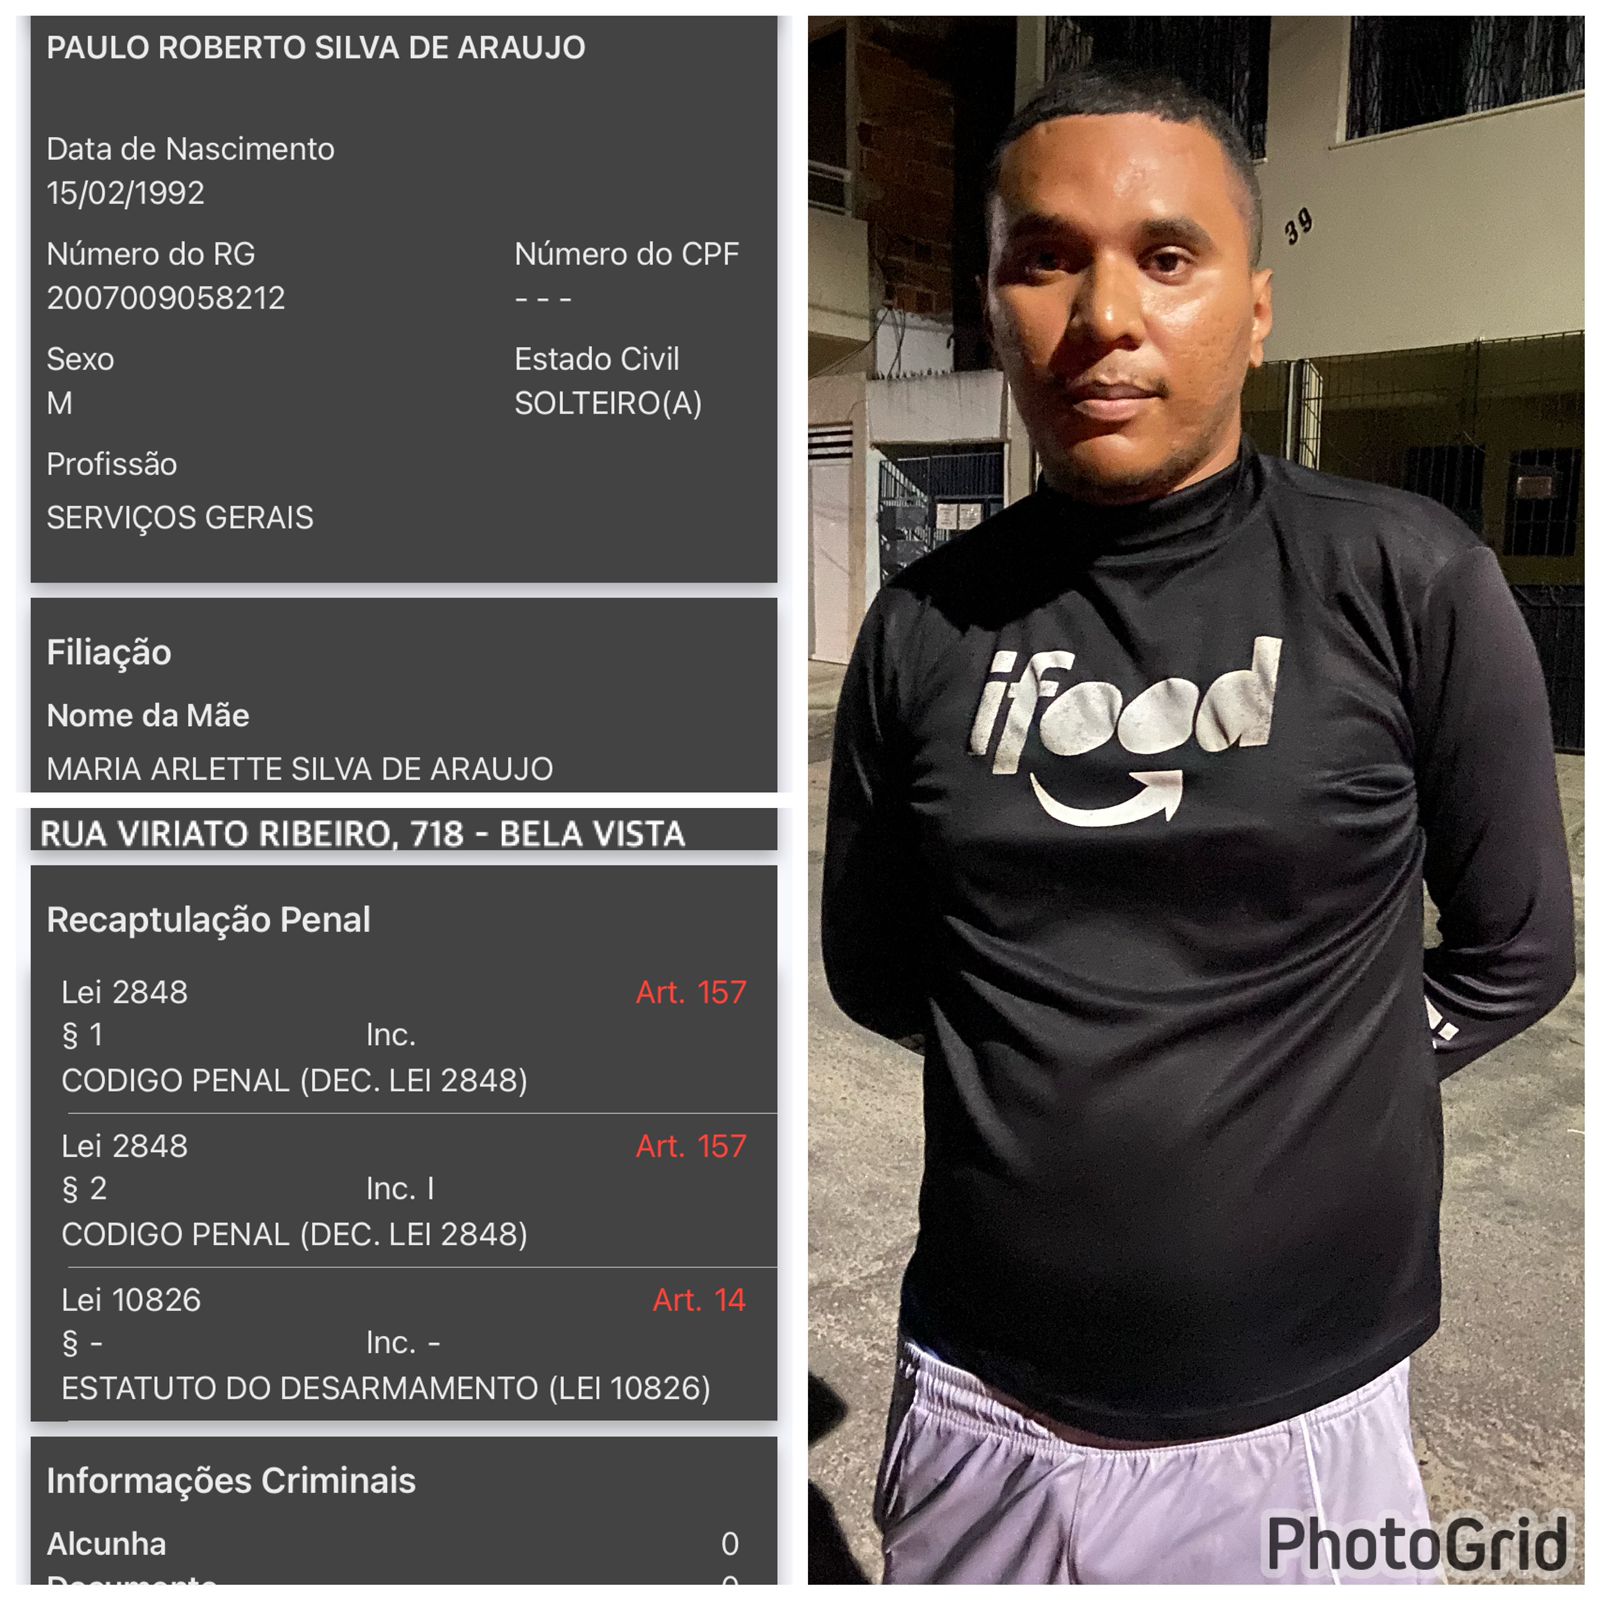 PAULO ROBERTO SILVA DE ARAUJO
Data de Nascimento
15/02/1992
Número do RG Número do CPF
2007009058212 - - -
Sexo Estado Civil
M SOLTEIRO(A)
Profissão
SERVIÇOS GERAIS
Filiação
Nome da Mãe
MARIA ARLETTE SILVA DE ARAUJO
RUA VIRIATO RIBEIRO, 718 - BELA VISTA
Recaptulação Penal
Lei 2848 Art. 157
§ 1 Inc.
CODIGO PENAL (DEC. LEI 2848)
Lei 2848 Art. 157
§ 2 Inc. I
CODIGO PENAL (DEC. LEI 2848)
Lei 10826 Art. 14
§ - Inc. -
ESTATUTO DO DESARMAMENTO (LEI 10826)
Informações Criminais
Alcunha 0
39
ifood
PhotoGrid